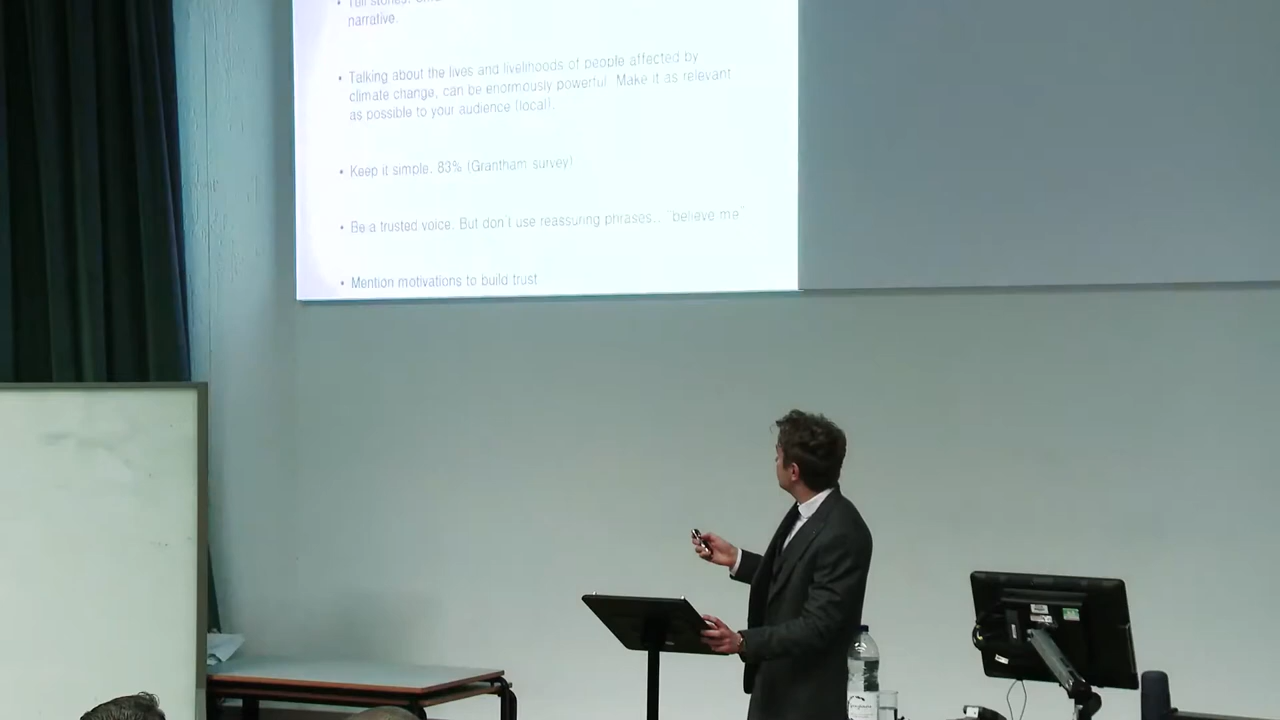 narrative.
• Talking about the lives and livelihoods of people affected by
climate change, can be enormously powerful. Make it as relevant
as possible to your audience (local).
• Keep it simple. 83% (Grantham survey)
• Be a trusted voice. But don't use reassuring phrases... "believe me"
• Mention motivations to build trust